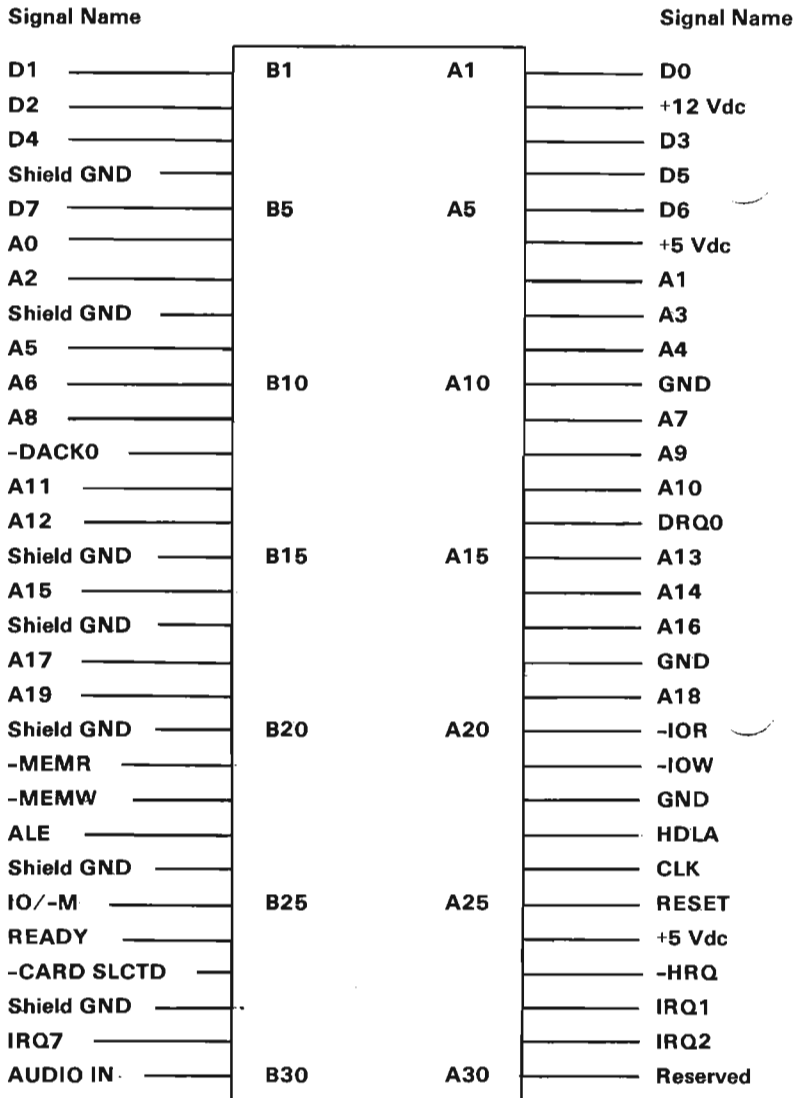 Signal Name Signal Name
D1 B1 A1 D0
D2 +12 Vdc
D4 D3
Shield GND D5
D7 B5 A5 D6
A0 +5 Vdc
A2 A1
Shield GND A3
A5 A4
A6 B10 A10 GND
A8 A7
-DACK0 A9
A11 A10
A12 DRQ0
Shield GND B15 A15 A13
A15 A14
Shield GND A16
A17 GND
A19 A18
Shield GND B20 A20 -IOR
-MEMR -IOW
-MEMW GND
ALE HDLA
Shield GND CLK
IO/-M B25 A25 RESET
READY +5 Vdc
-CARD SLCTD -HRQ
Shield GND IRQ1
IRQ7 IRQ2
AUDIO IN B30 A30 Reserved